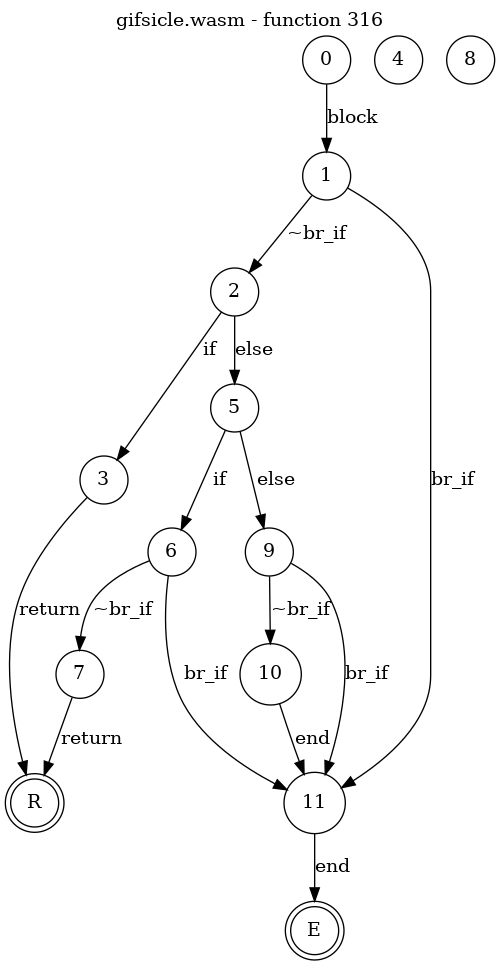 gifsicle.wasm - function 316
0
4
8
block
1
~br_if
2
if
else
5
br_if
3
if
else
6
9
return
~br_if
~br_if
7
10
br_if
br_if
return
end
R
11
end
E